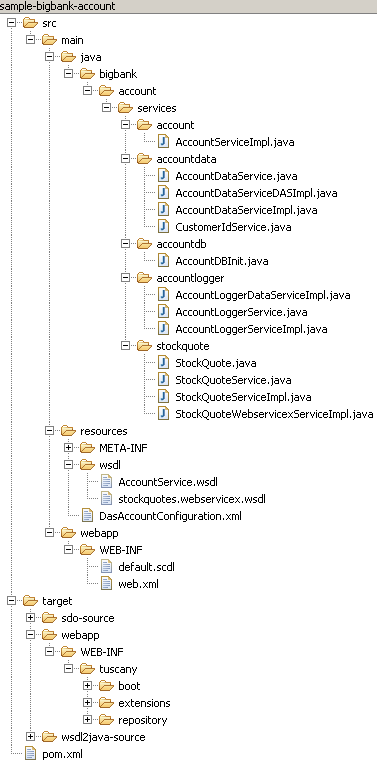 sample-bigbank-account
src
main
java
bigbank
account
services
account
AccountServiceImpl.java
accountdata
AccountDataService.java
AccountDataServiceDASImpl.java
AccountDataServiceImpl.java
CustomerIdService.java
accountdb
AccountDBInit.java
accountlogger
AccountLoggerDataServiceImpl.java
AccountLoggerService.java
AccountLoggerServiceImpl.java
stockquote
StockQuote.java
StockQuoteService.java
StockQuoteServiceImpl.java
StockQuoteWebservicexServiceImpl.java
resources
META-INF
wsdl
AccountService.wsdl
stockquotes.webservicex.wsdl
DasAccountConfiguration.xml
webapp
WEB-INF
default.scdl
web.xml
target
sdo-source
webapp
WEB-INF
tuscany
boot
extensions
repository
wsdl2java-source
pom.xml